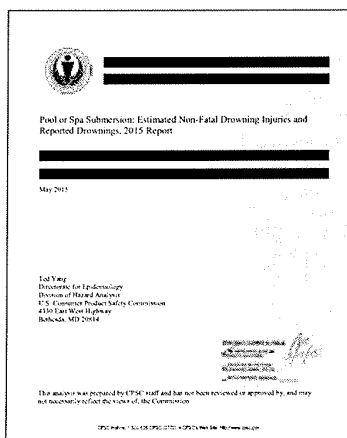 Pool or Spa Submersion: Estimated Non-Fatal Drowning Injuries and
Reported Drownings, 2015 Report
May 2015
Ted Yang
Directorate for Epidemiology
Division of Hazard Analysis
U.S. Consumer Product Safety Commission
4330 East West Highway
Bethesda, MD 20814
This analysis was prepared by CPSC staff and has not been reviewed or approved by, and may
not necessarily reflect the views of, the Commission.